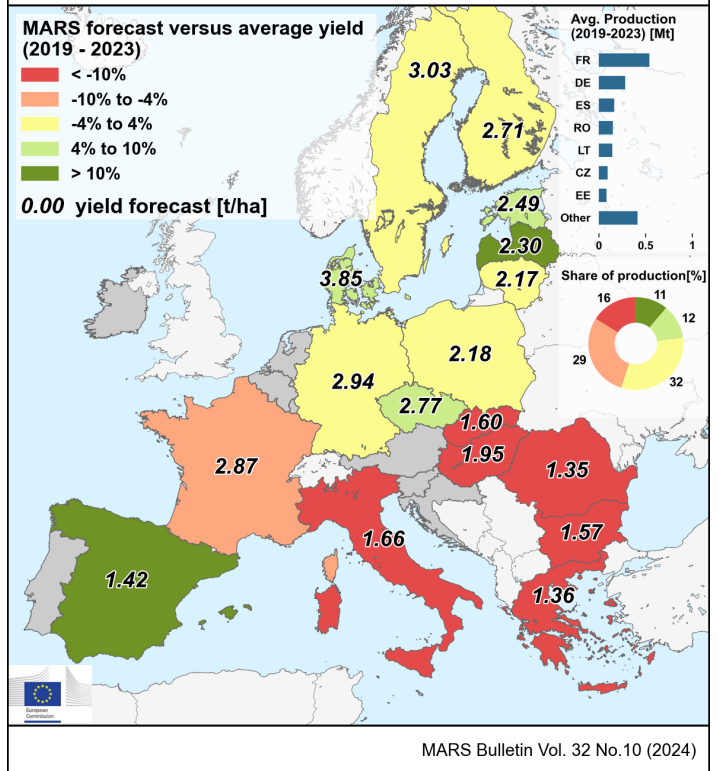 MARS forecast versus average yield
(2019 - 2023)
< -10%
-10% to -4%
-4% to 4%
4% to 10%
> 10%
0.00 yield forecast [t/ha]
Avg. Production
(2019-2023) [Mt]
FR
DE
ES
RO
LT
CZ
EE
Other
0 0.5 1
Share of production[%]
16 11
12
29
32
3.03
2.71
2.49
2.30
2.17
3.85
2.18
2.94
2.77
1.60
1.95
2.87
1.35
1.57
1.66
1.42
1.36
European
Commission
MARS Bulletin Vol. 32 No.10 (2024)